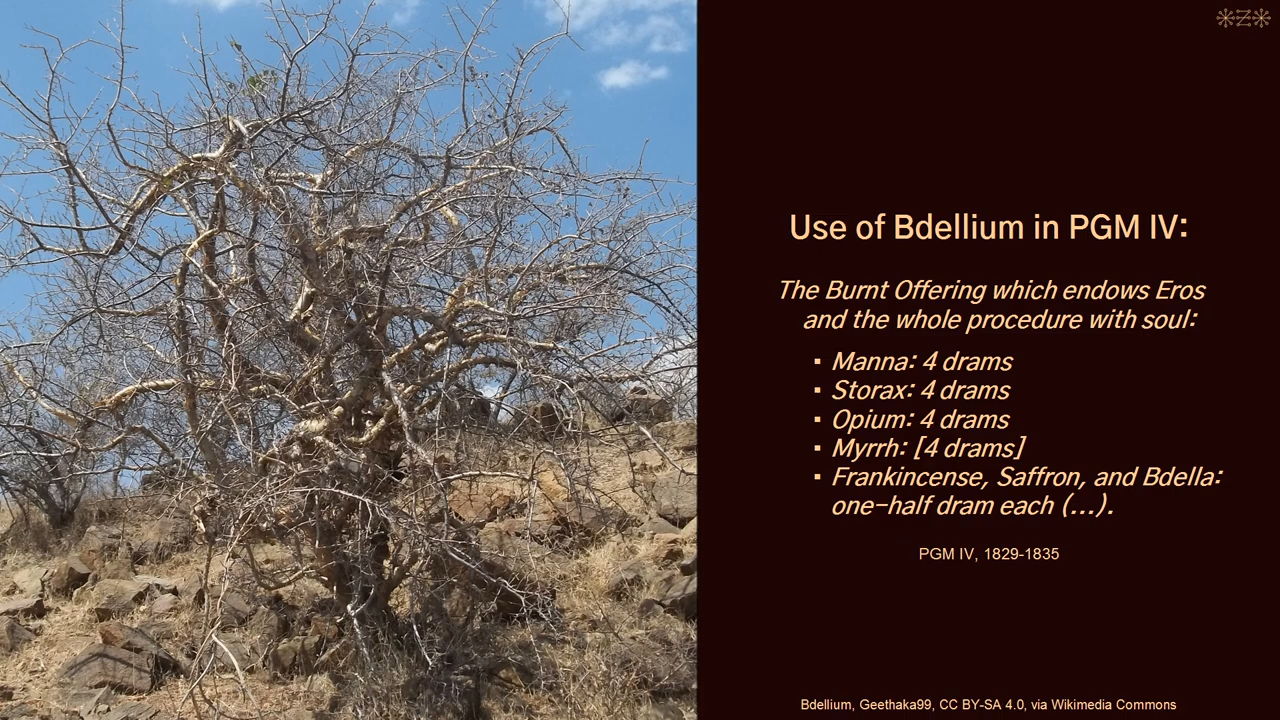 Use of Bdellium in PGM IV:
The Burnt Offering which endows Eros
and the whole procedure with soul:
▪ Manna: 4 drams
▪ Storax: 4 drams
▪ Opium: 4 drams
▪ Myrrh: [4 drams]
▪ Frankincense, Saffron, and Bdella:
one-half dram each (...).
PGM IV, 1829-1835
Bdellium, Geethaka99, CC BY-SA 4.0, via Wikimedia Commons